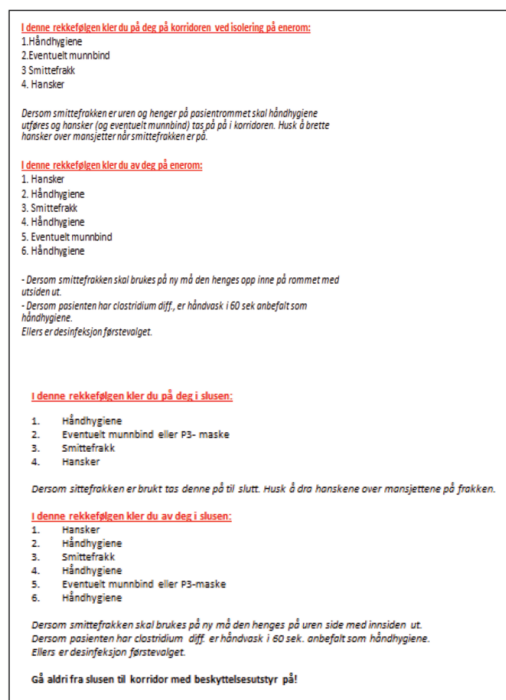 I denne rekkefølgen kler du på deg på korridoren ved isolering på enerom:
1.Håndhygiene
2.Eventuelt munnbind
3 Smittefrakk
4. Hansker
Dersom smittefrakken er uren og henger på pasientrommet skal håndhygiene
utføres og hansker (og eventuelt munnbind) tas på på i korridoren. Husk å brette
hansker over mansjetter når smittefrakken er på.
I denne rekkefølgen kler du av deg på enerom:
1. Hansker
2. Håndhygiene
3. Smittefrakk
4. Håndhygiene
5. Eventuelt munnbind
6. Håndhygiene
- Dersom smittefrakken skal brukes på ny må den henges opp inne på rommet med
utsiden ut.
- Dersom pasienten har clostridium diff., er håndvask i 60 sek anbefalt som
håndhygiene.
Ellers er desinfeksjon førstevalget.
I denne rekkefølgen kler du på deg i slusen:
1. Håndhygiene
2. Eventuelt munnbind eller P3- maske
3. Smittefrakk
4. Hansker
Dersom sittefrakken er brukt tas denne på til slutt. Husk å dra hanskene over mansjettene på frakken.
I denne rekkefølgen kler du av deg i slusen:
1. Hansker
2. Håndhygiene
3. Smittefrakk
4. Håndhygiene
5. Eventuelt munnbind eller P3-maske
6. Håndhygiene
Dersom smittefrakken skal brukes på ny må den henges på uren side med innsiden ut.
Dersom pasienten har clostridium diff. er håndvask i 60 sek. anbefalt som håndhygiene.
Ellers er desinfeksjon førstevalget.
Gå aldri fra slusen til korridor med beskyttelsesutstyr på!